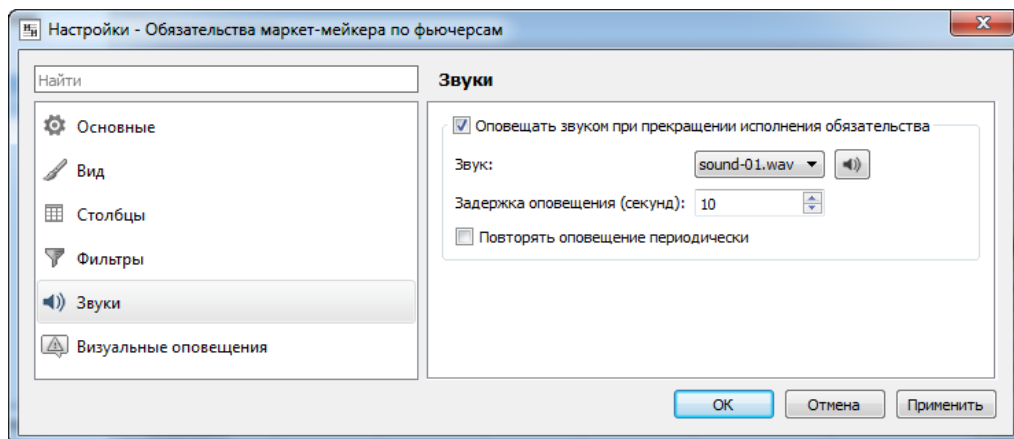 Настройки - Обязательства маркет-мейкера по фьючерсам
Найти
Основные
Вид
Столбцы
Фильтры
Звуки
Визуальные оповещения
Звуки
Оповещать звуком при прекращении исполнения обязательства
Звук: sound-01.wav
Задержка оповещения (секунд): 10
Повторять оповещение периодически
ОК Отмена Применить